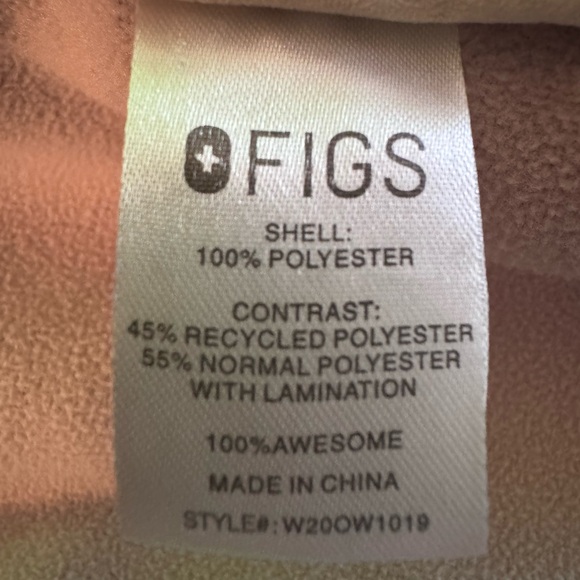 FIGS
SHELL:
100% POLYESTER
CONTRAST:
45% RECYCLED POLYESTER
55% NORMAL POLYESTER
WITH LAMINATION
100%AWESOME
MADE IN CHINA
STYLE#: W20OW1019